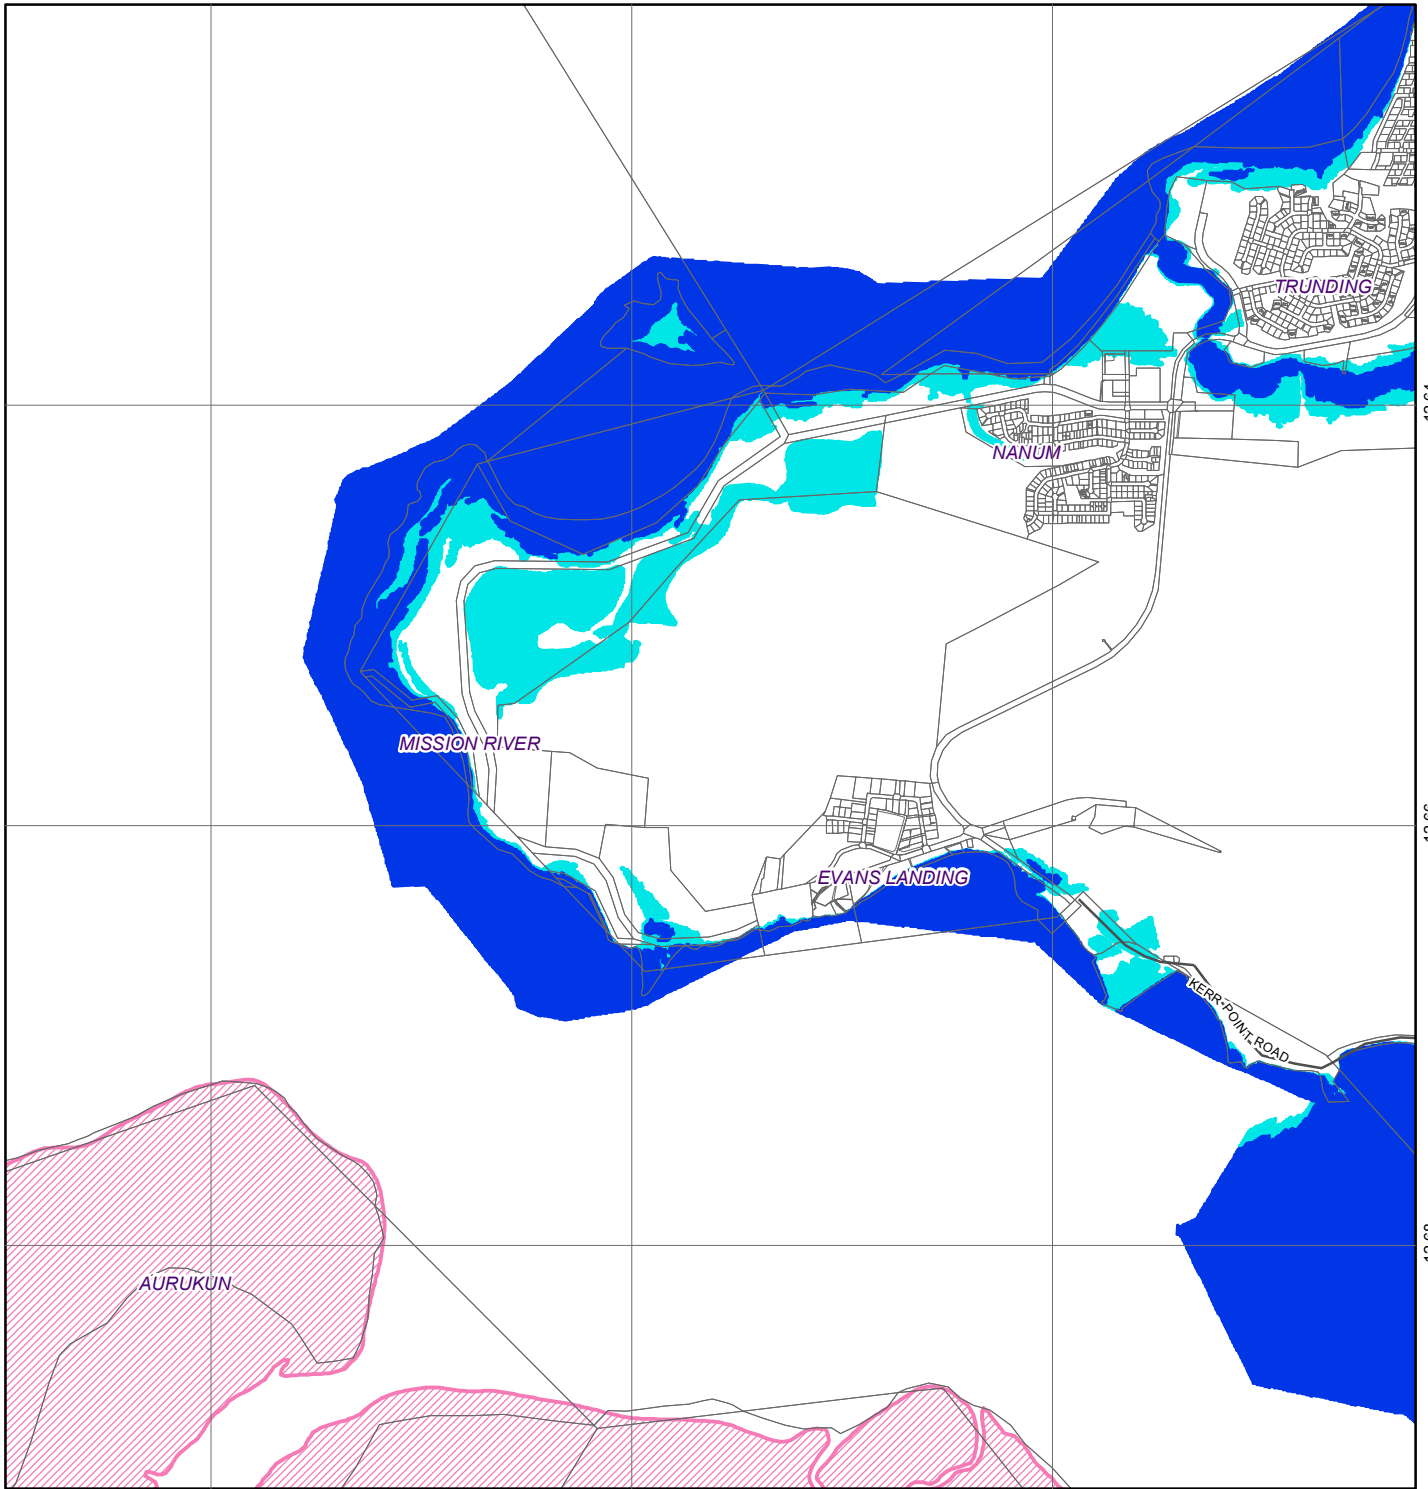 TRUNDING
NANUM
MISSION RIVER
EVANS LANDING
KERR-POINT ROAD
AURUKUN